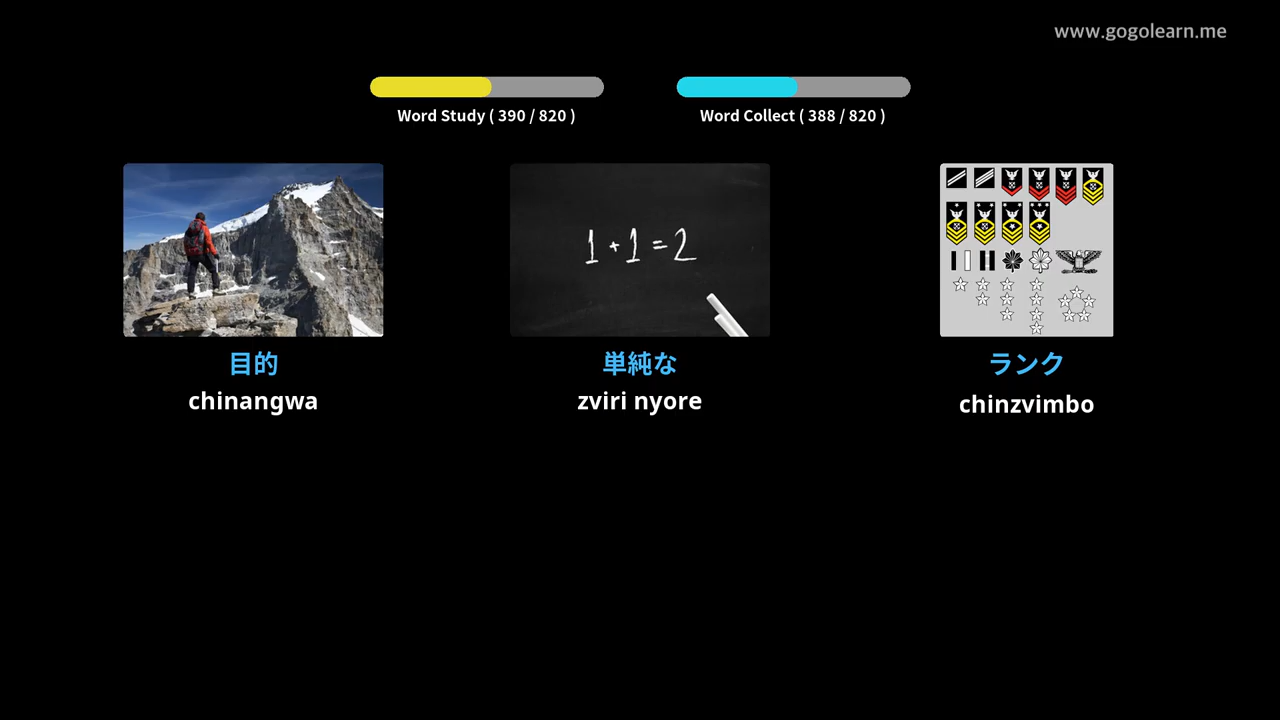 www.gogolearn.me
Word Study ( 390 / 820 )
Word Collect ( 388 / 820 )
1+1=2
目的
単純な
ランク
chinangwa
zviri nyore
chinzvimbo